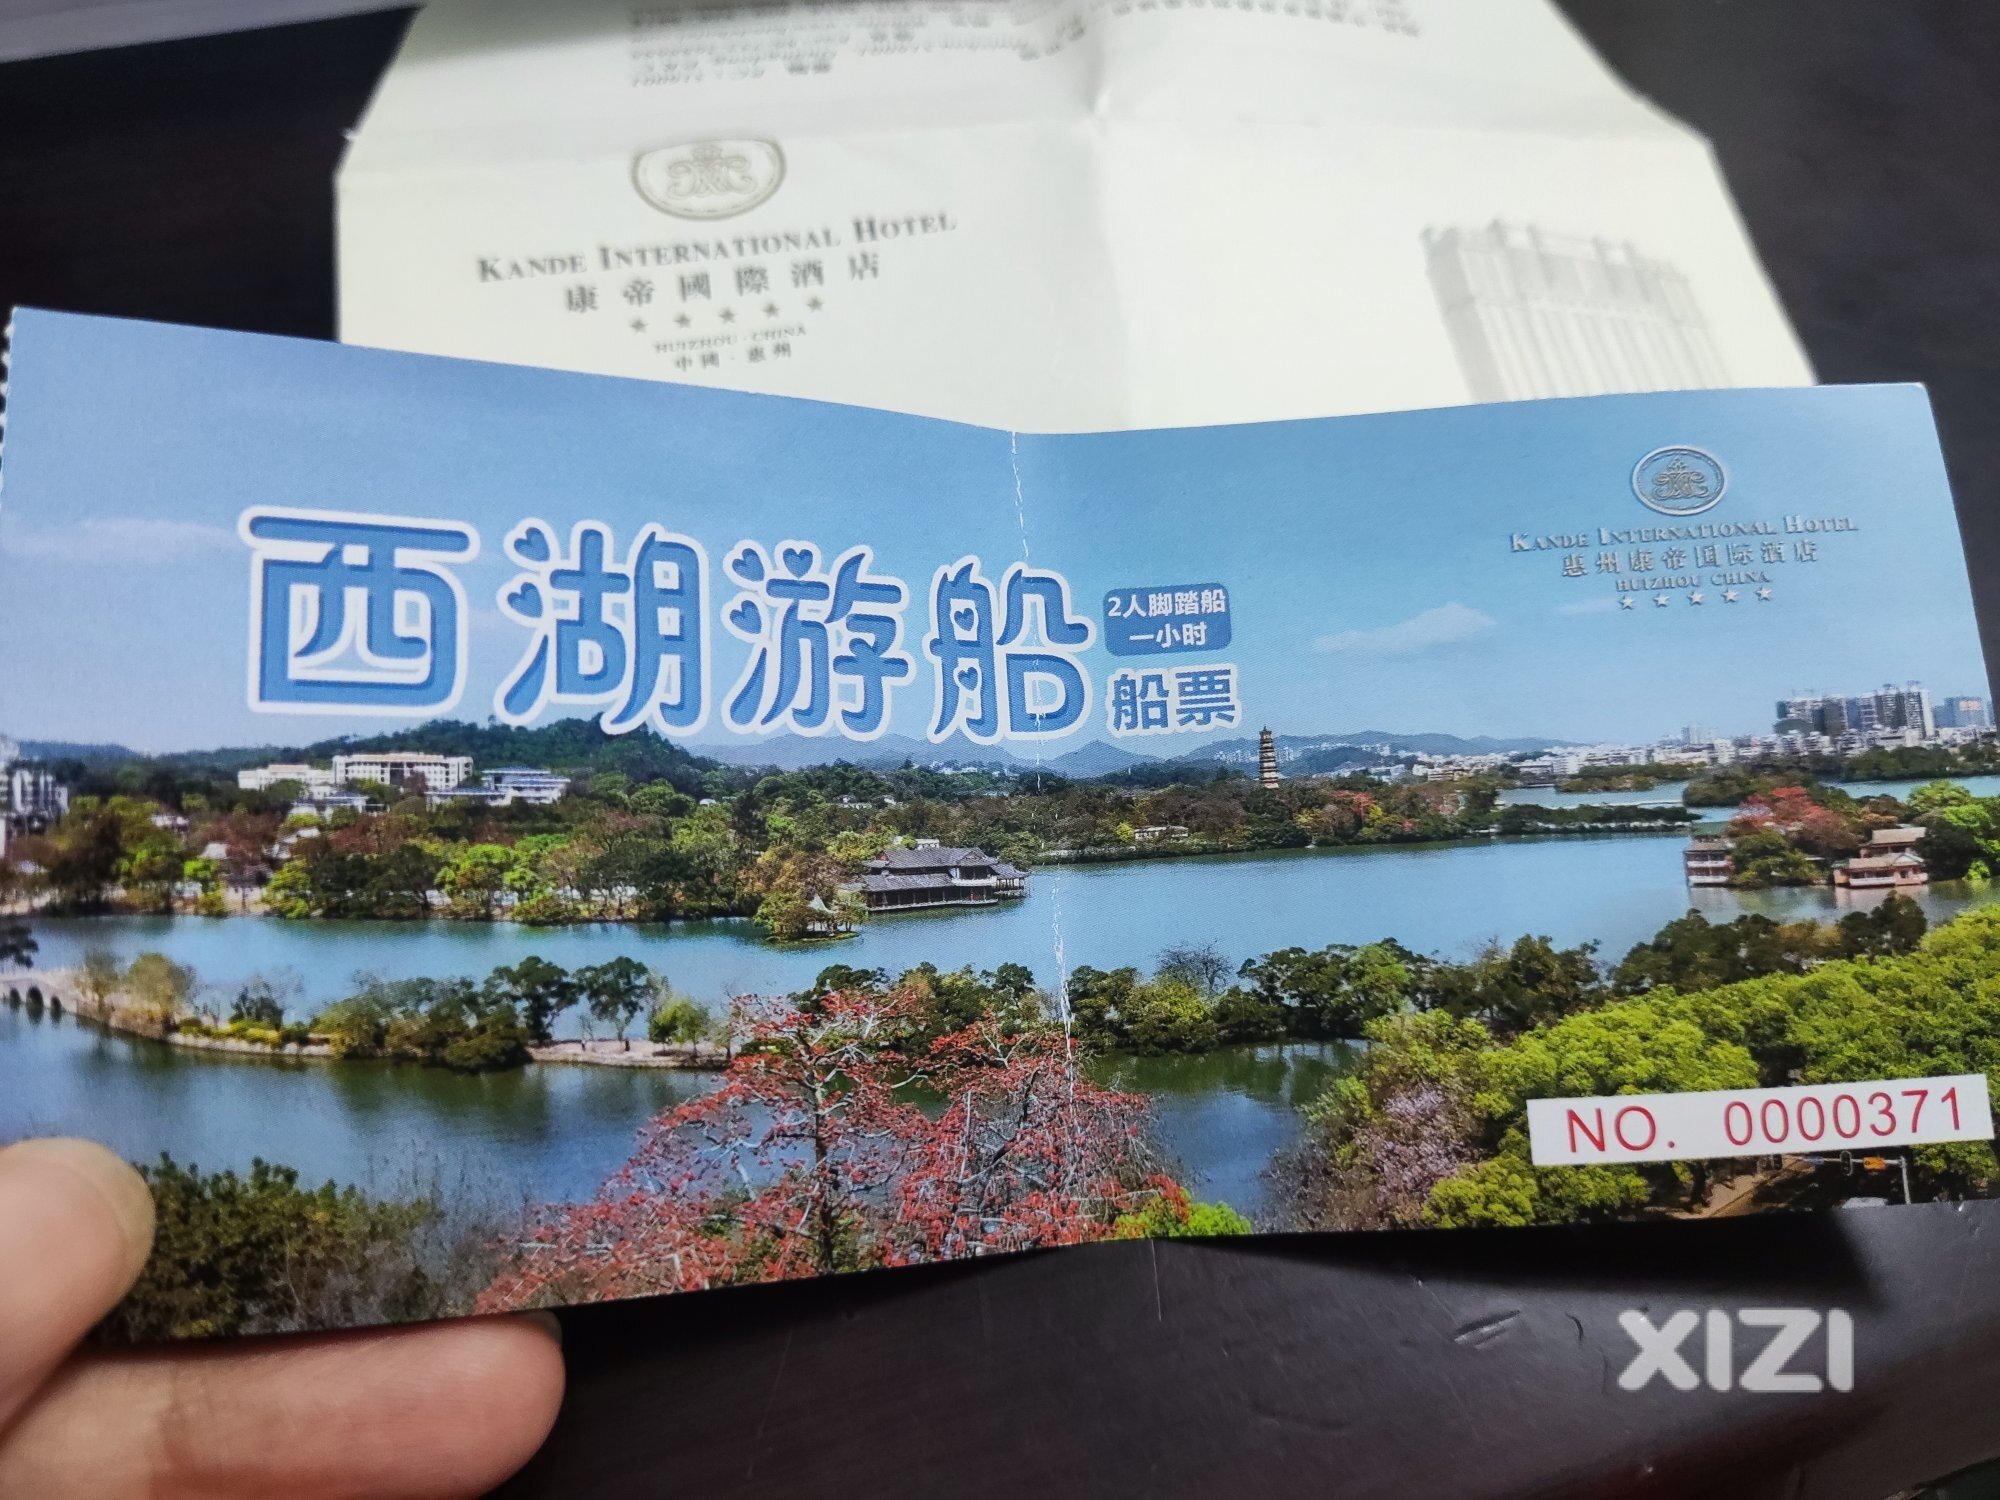 KANDE INTERNATIONAL HOTEL
康帝國際酒店
HUIZHOU·CHINA
中國·惠州
西湖游船
2人脚踏船
一小时
船票
KANDE INTERNATIONAL HOTEL
惠州康帝国际酒店
HUIZHOU CHINA
NO. 0000371
XIZI